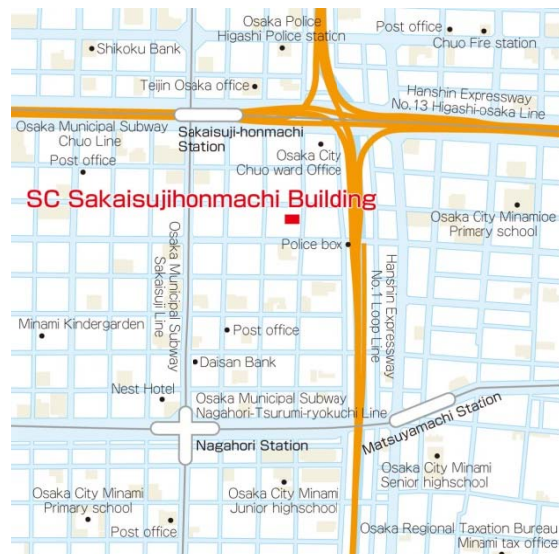 Osaka Police
Higashi Police station
Post office
Chuo Fre station
Shikoku Bank
Teijin Osaka office
Hanshin Expressway
No.13 Higashi-osaka Line
Osaka Municipal Subway
Chuo Line
Sakaisuji-honmachi
Station
Post office
Osaka City
Chuo ward Office
SC Sakaisujihonmachi Building
Osaka City Minamioe
Primary school
Police box
Osaka Municipal Subway
Sakaisuji Line
Hanshin Expressway
No.1 Loop Line
Minami Kindergarden
Post office
Daisan Bank
Nest Hotel
Osaka Municipal Subway
Nagahori-Tsurumi-ryokuchi Line
Matsuyamachi Station
Nagahori Station
Osaka City Minami
Senior highschool
Osaka City Minami
Primary school
Osaka City Minami
Junior highschool
Post office
Osaka Regional Taxation Bureau
Minami tax office